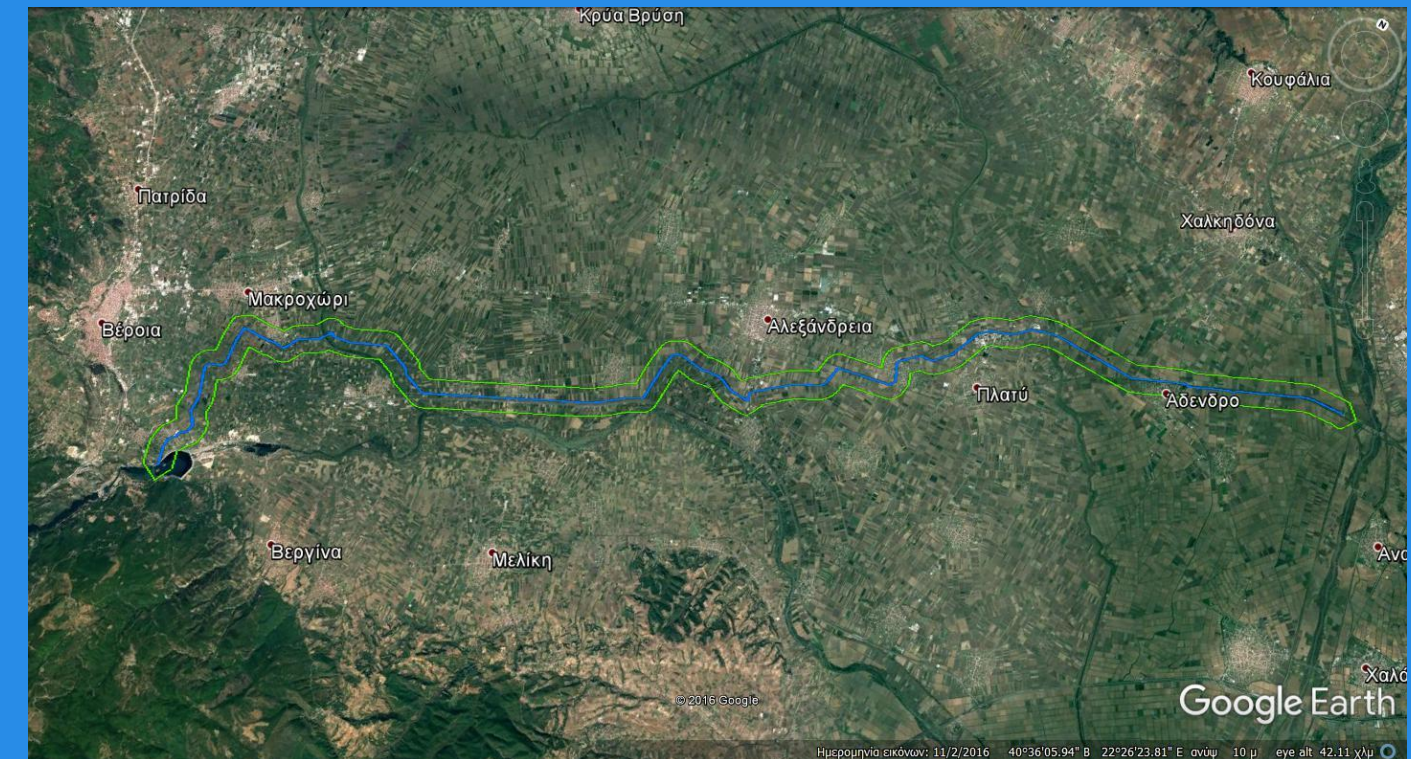 Κρύα Βρύση
N
Κουφάλια
Πατρίδα
Χαλκηδόνα
Μακροχώρι
Βέροια
Αλεξάνδρεια
Πλατύ
Άδενδρο
Βεργίνα
Μελίκη
Ανα
Χαλά
© 2016 Google
Google Earth
Ημερομηνία εικόνων: 11/2/2016 40°36'05.94" Β 22°26'23.81" Ε ανύψ 10 μ eye alt 42.11 χλμ